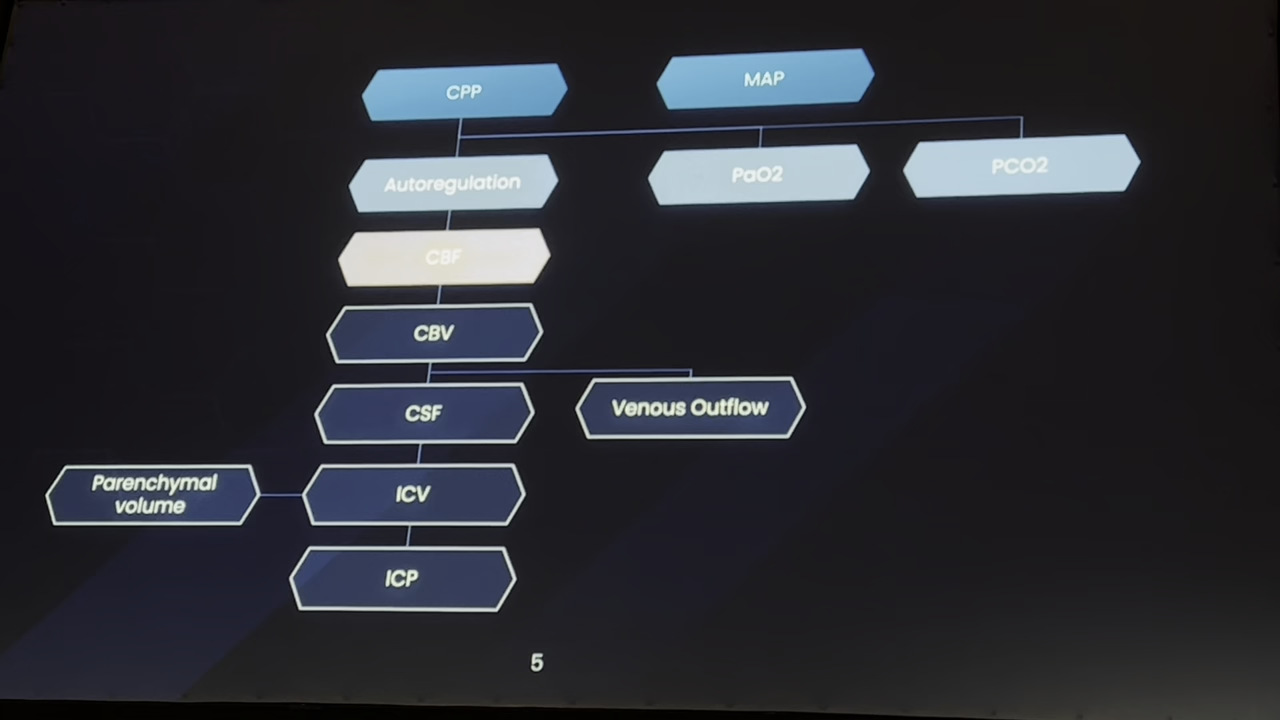 CPP
MAP
Autoregulation
PaO2
PCO2
CBF
CBV
CSF
Venous Outflow
Parenchymal
volume
ICV
ICP
5